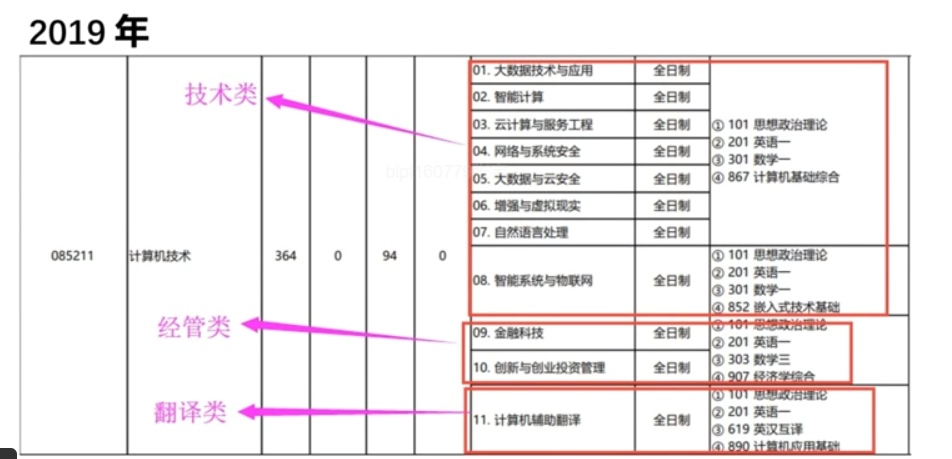 2019 年
技术类
01. 大数据技术与应用 全日制
02. 智能计算 全日制
03. 云计算与服务工程 全日制
04. 网络与系统安全 全日制
05. 大数据与云安全 全日制
06. 增强与虚拟现实 全日制
07. 自然语言处理 全日制
① 101 思想政治理论
② 201 英语一
③ 301 数学一
④ 867 计算机基础综合
085211 计算机技术 364 0 94 0
08. 智能系统与物联网 全日制
① 101 思想政治理论
② 201 英语一
③ 301 数学一
④ 852 嵌入式技术基础
经管类
09. 金融科技 全日制
10. 创新与创业投资管理 全日制
① 101 思想政治理论
② 201 英语一
③ 303 数学三
④ 907 经济学综合
翻译类
11. 计算机辅助翻译 全日制
① 101 思想政治理论
② 201 英语一
③ 619 英汉互译
④ 890 计算机应用基础